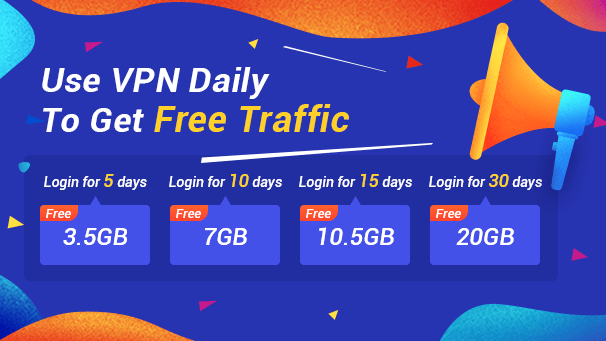 Use VPN Daily
To Get Free Traffic
Login for 5 days
Login for 10 days
Login for 15 days
Login for 30 days
Free
3.5GB
Free
7GB
Free
10.5GB
Free
20GB